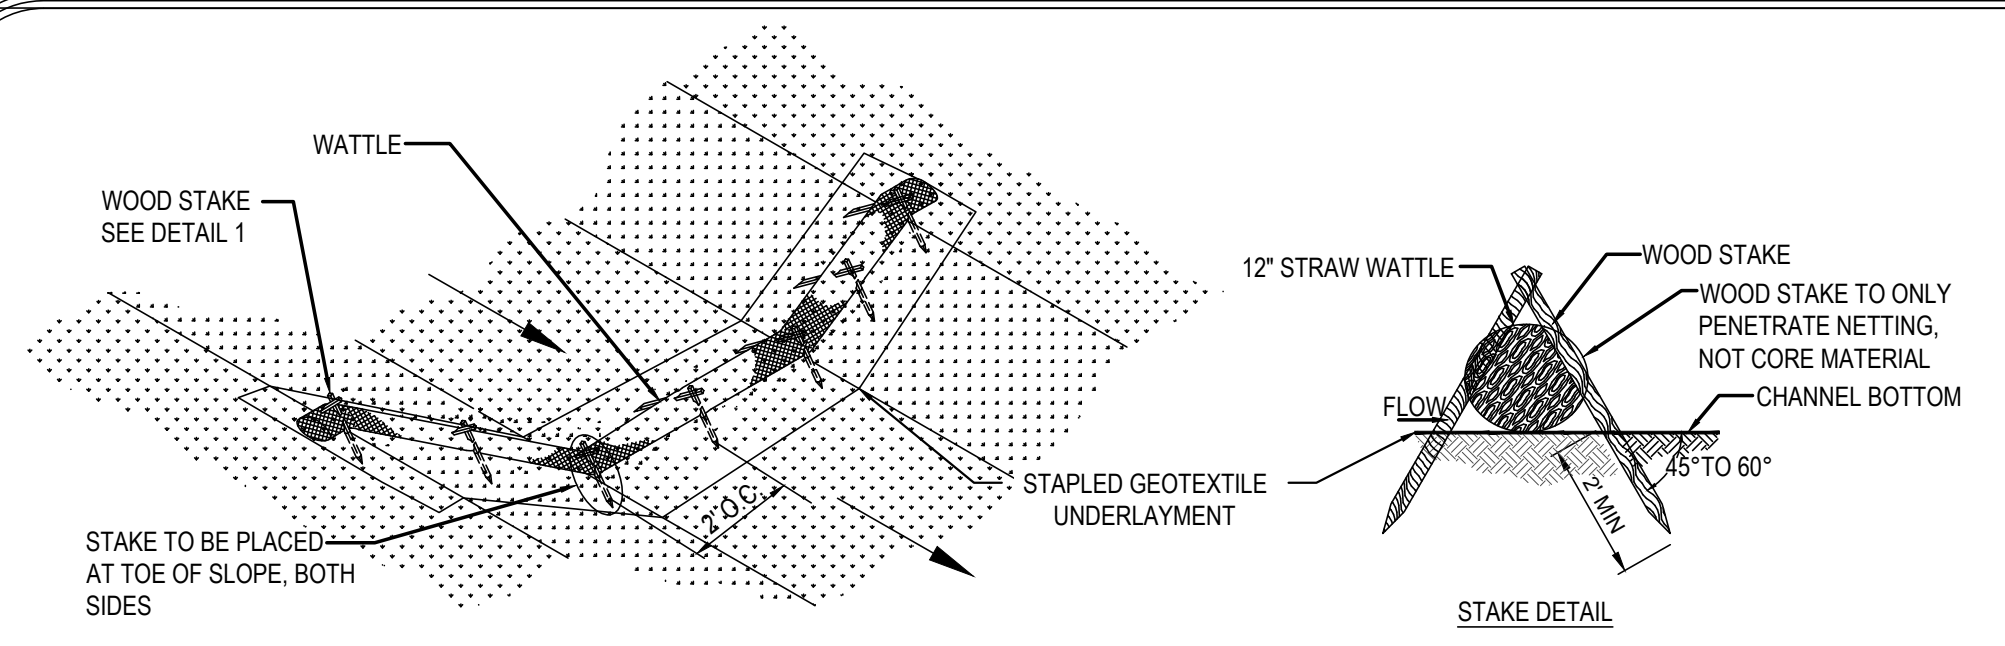 WATTLE
WOOD STAKE
SEE DETAIL 1
STAKE TO BE PLACED
AT TOE OF SLOPE, BOTH
SIDES
2' O.C.
STAPLED GEOTEXTILE
UNDERLAYMENT
12" STRAW WATTLE
WOOD STAKE
WOOD STAKE TO ONLY
PENETRATE NETTING,
NOT CORE MATERIAL
CHANNEL BOTTOM
FLOW
45° TO 60°
2' MIN
STAKE DETAIL